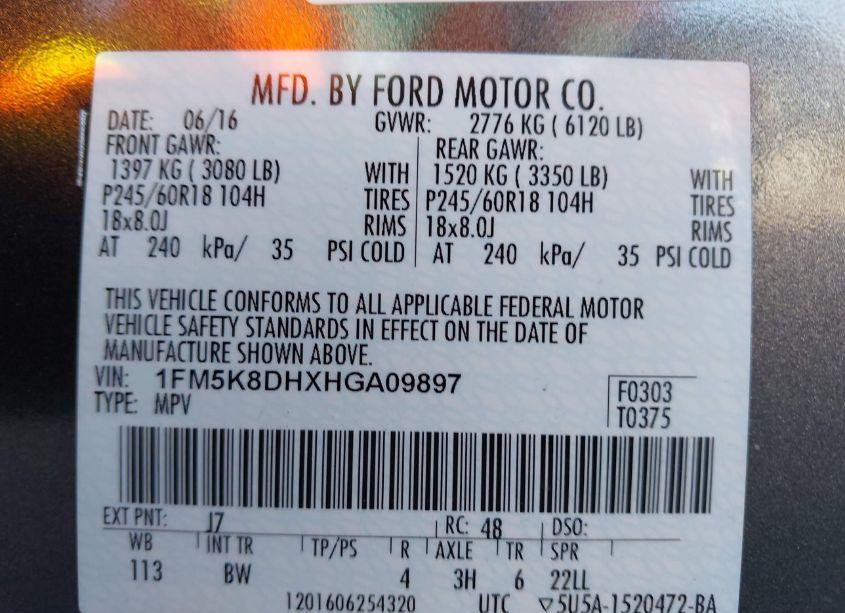 MFD. BY FORD MOTOR CO.
DATE: 06/16 GVWR: 2776 KG ( 6120 LB)
FRONT GAWR: REAR GAWR:
1397 KG ( 3080 LB) WITH 1520 KG ( 3350 LB) WITH
P245/60R18 104H TIRES P245/60R18 104H TIRES
18x8.0J RIMS 18x8.0J RIMS
AT 240 kPa/ 35 PSI COLD AT 240 kPa/ 35 PSI COLD
THIS VEHICLE CONFORMS TO ALL APPLICABLE FEDERAL MOTOR
VEHICLE SAFETY STANDARDS IN EFFECT ON THE DATE OF
MANUFACTURE SHOWN ABOVE.
VIN: 1FM5K8DHXHGA09897
F0303
TYPE: MPV
T0375
EXT PNT: J7 RC: 48 DSO:
WB INT TR TP/PS R AXLE TR SPR
113 BW 4 3H 6 22LL
1201606254320 UTC ▽5U5A-1520472-BA